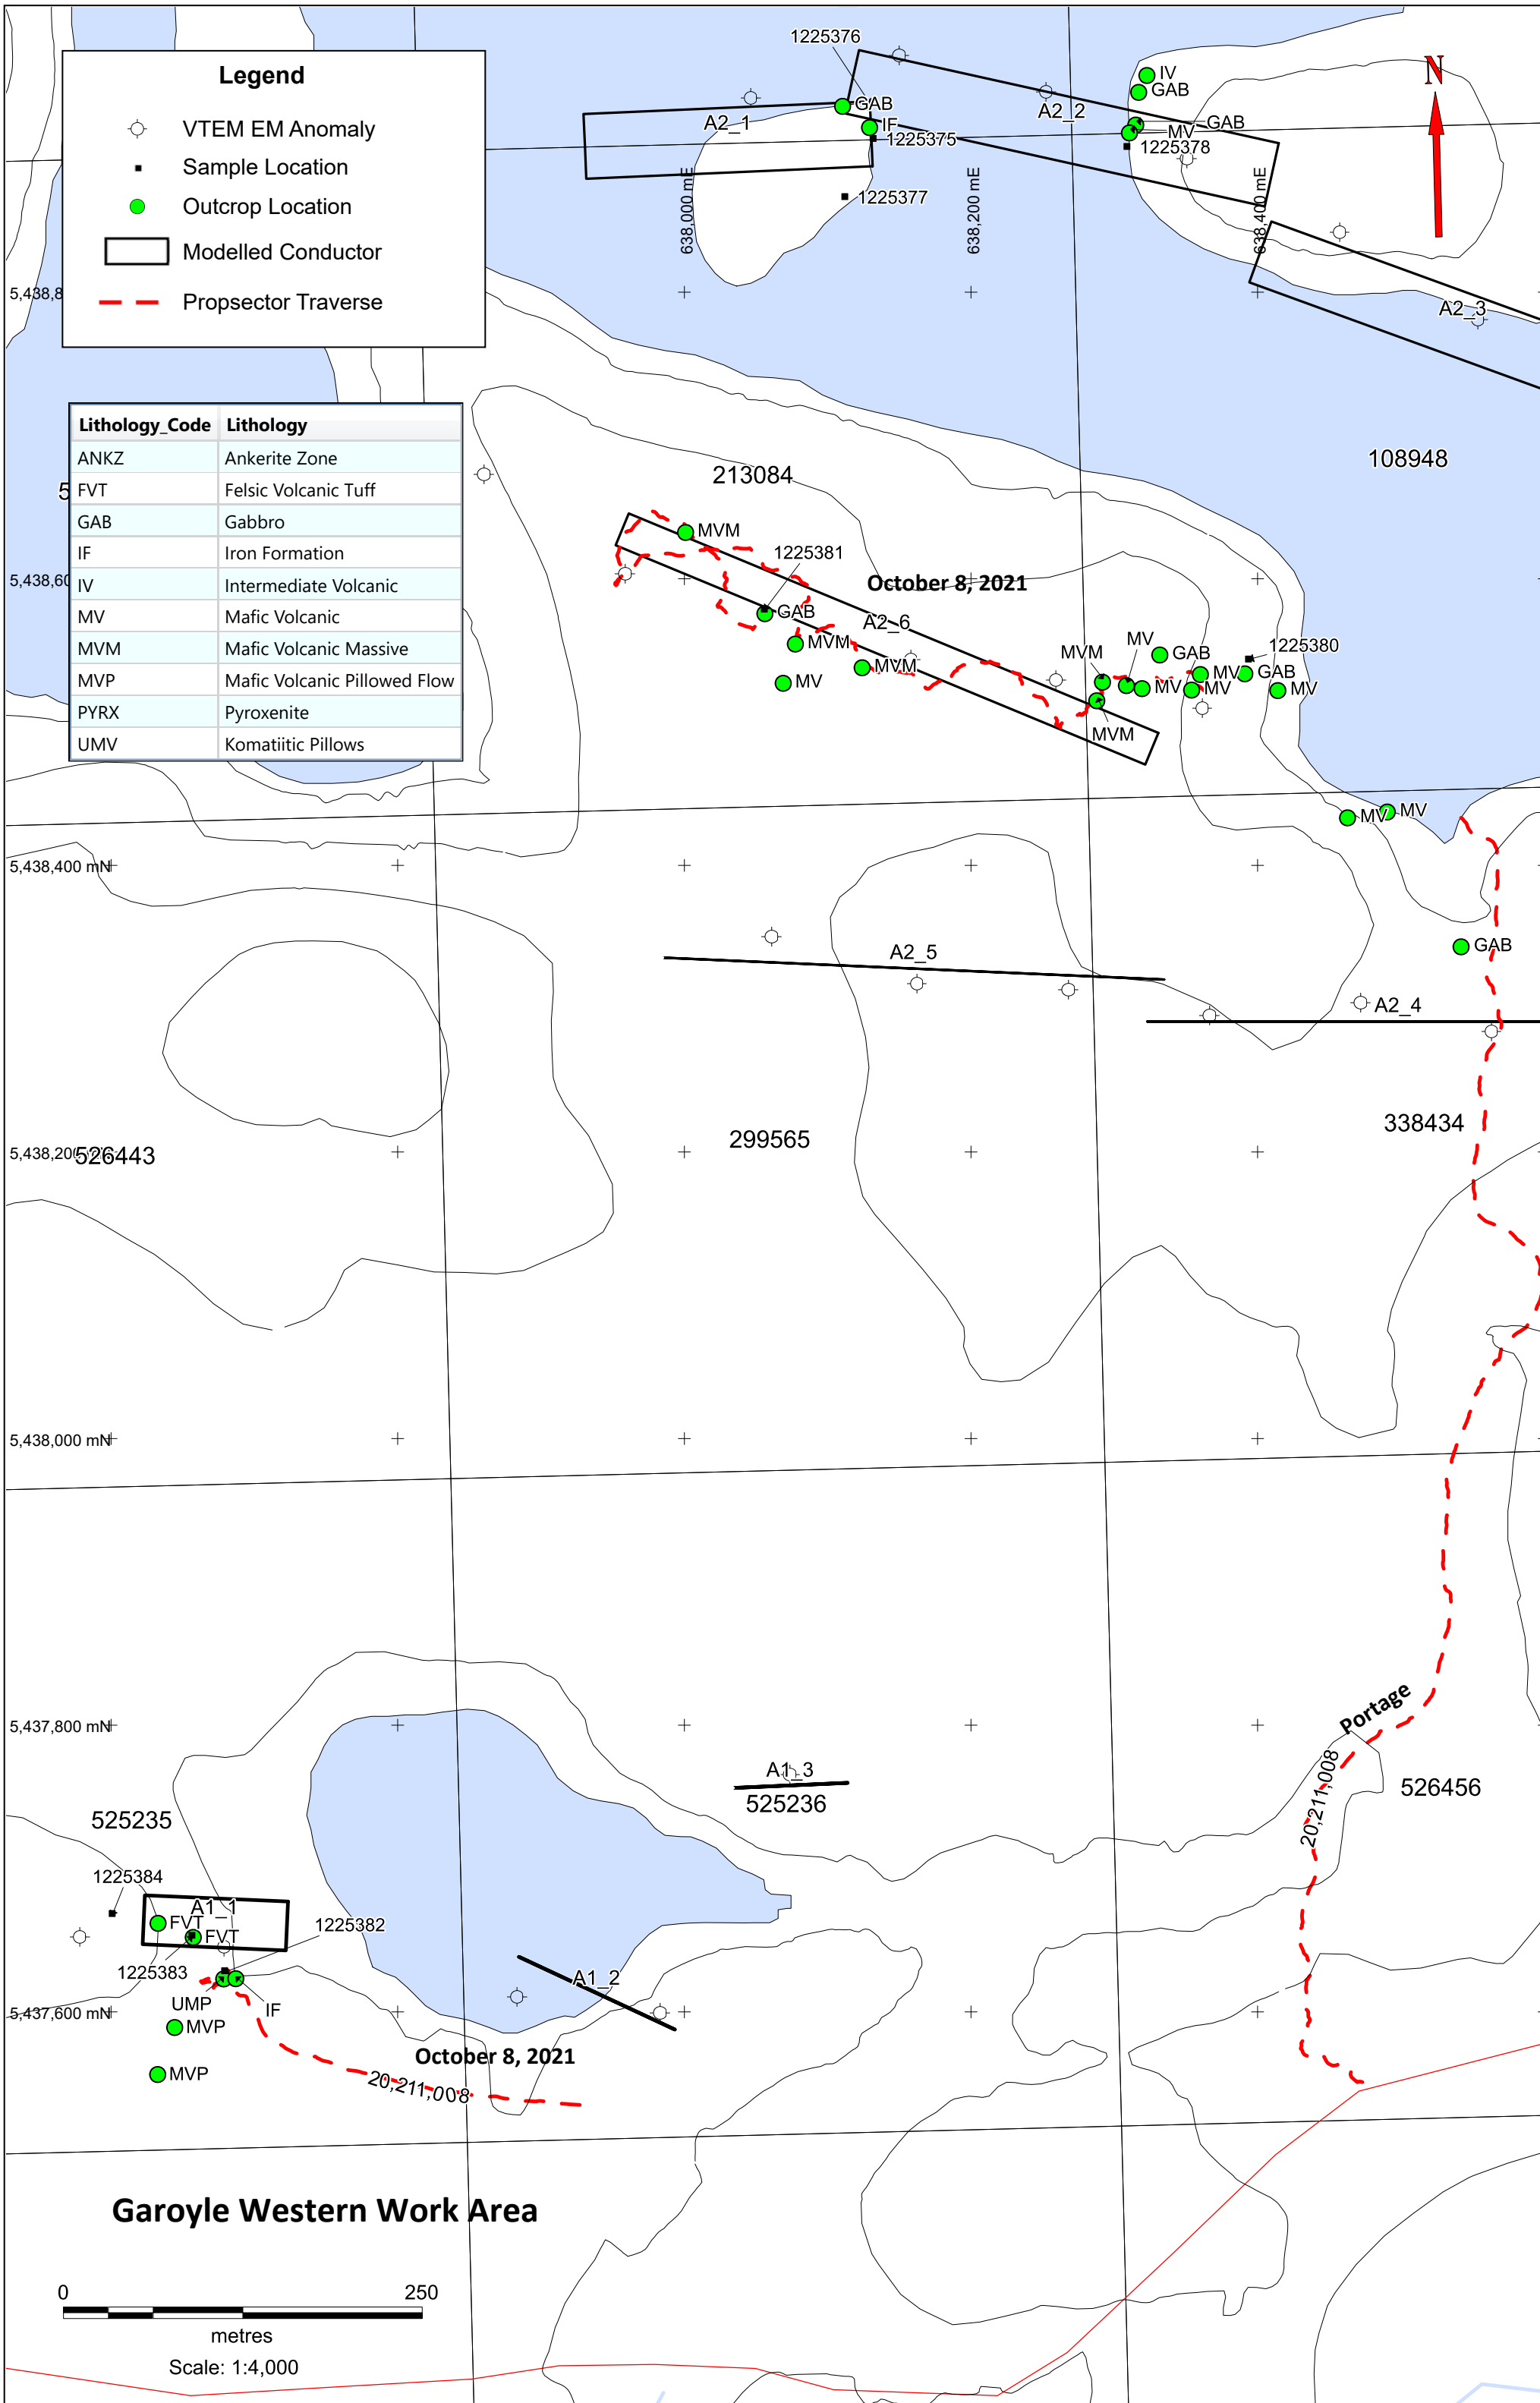 Legend
VTEM EM Anomaly
Sample Location
Outcrop Location
Modelled Conductor
Propsector Traverse
1225376
GAB
IF
A2_1
1225375
1225377
A2_2
IV
GAB
GAB
MV
1225378
N
638,000 mE
638,200 mE
638,400 mE
A2_3
5,438,8
Lithology_Code Lithology
ANKZ Ankerite Zone
FVT Felsic Volcanic Tuff
GAB Gabbro
IF Iron Formation
IV Intermediate Volcanic
MV Mafic Volcanic
MVM Mafic Volcanic Massive
MVP Mafic Volcanic Pillowed Flow
PYRX Pyroxenite
UMV Komatiitic Pillows
5
213084
108948
MVM
1225381
5,438,60
October 8, 2021
GAB
A2_6
MVM
MVM
MV
MVM
MV
GAB
1225380
MV
GAB
MV
MV
MV
MVM
MV
MV
5,438,400 mN
GAB
A2_5
A2_4
338434
299565
5,438,200
526443
5,438,000 mN
Portage
5,437,800 mN
20,211,008
A1_3
525236
526456
525235
1225384
A1_1
FVT
FVT
1225382
1225383
A1_2
UMP
IF
5,437,600 mN
MVP
October 8, 2021
MVP
20,211,008
Garoyle Western Work Area
0 250
metres
Scale: 1:4,000